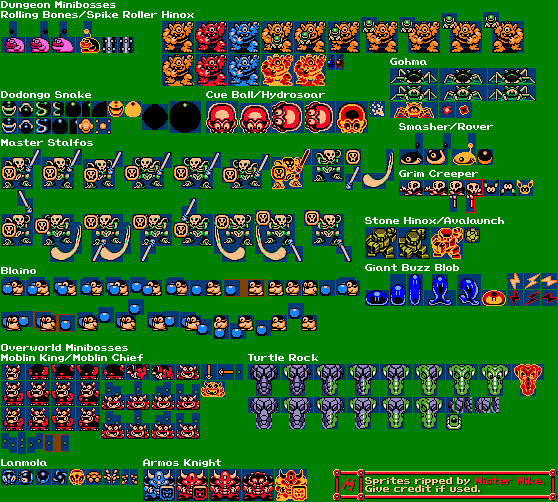 Dungeon Minibosses
Rolling Bones/Spike Roller Hinox
Gohma
Dodongo Snake
Cue Ball/Hydrosoar
Smasher/Rover
Master Stalfos
Grim Creeper
Stone Hinox/Avalaunch
Blaino
Giant Buzz Blob
Overworld Minibosses
Moblin King/Moblin Chief
Turtle Rock
Lanmola
Armos Knight
Sprites ripped by Mister Mike.
Give credit if used.